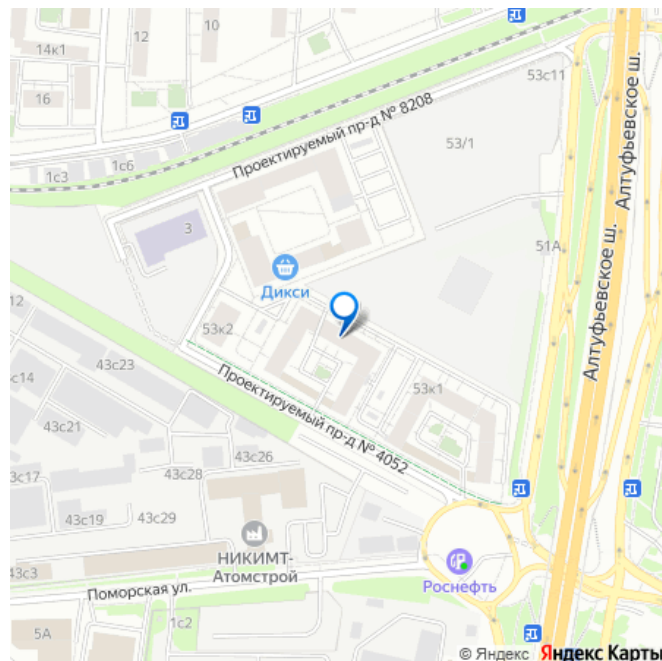 14к1
12
10
16
53с11
Алтуфьевское ш.
Проектируемый пр-д № 8208
53/1
1с6
1с3
3
51А
Дикси
Алтуфьевское ш.
12
53к2
43с23
с14
53к1
Проектируемый пр-д № 4052
43с21
43с26
43с28
с17
43с19
43с29
НИКИМТ-
Атомстрой
43с3
Поморская ул.
Роснефть
1с2
5А
© Яндекс Яндекс Карты